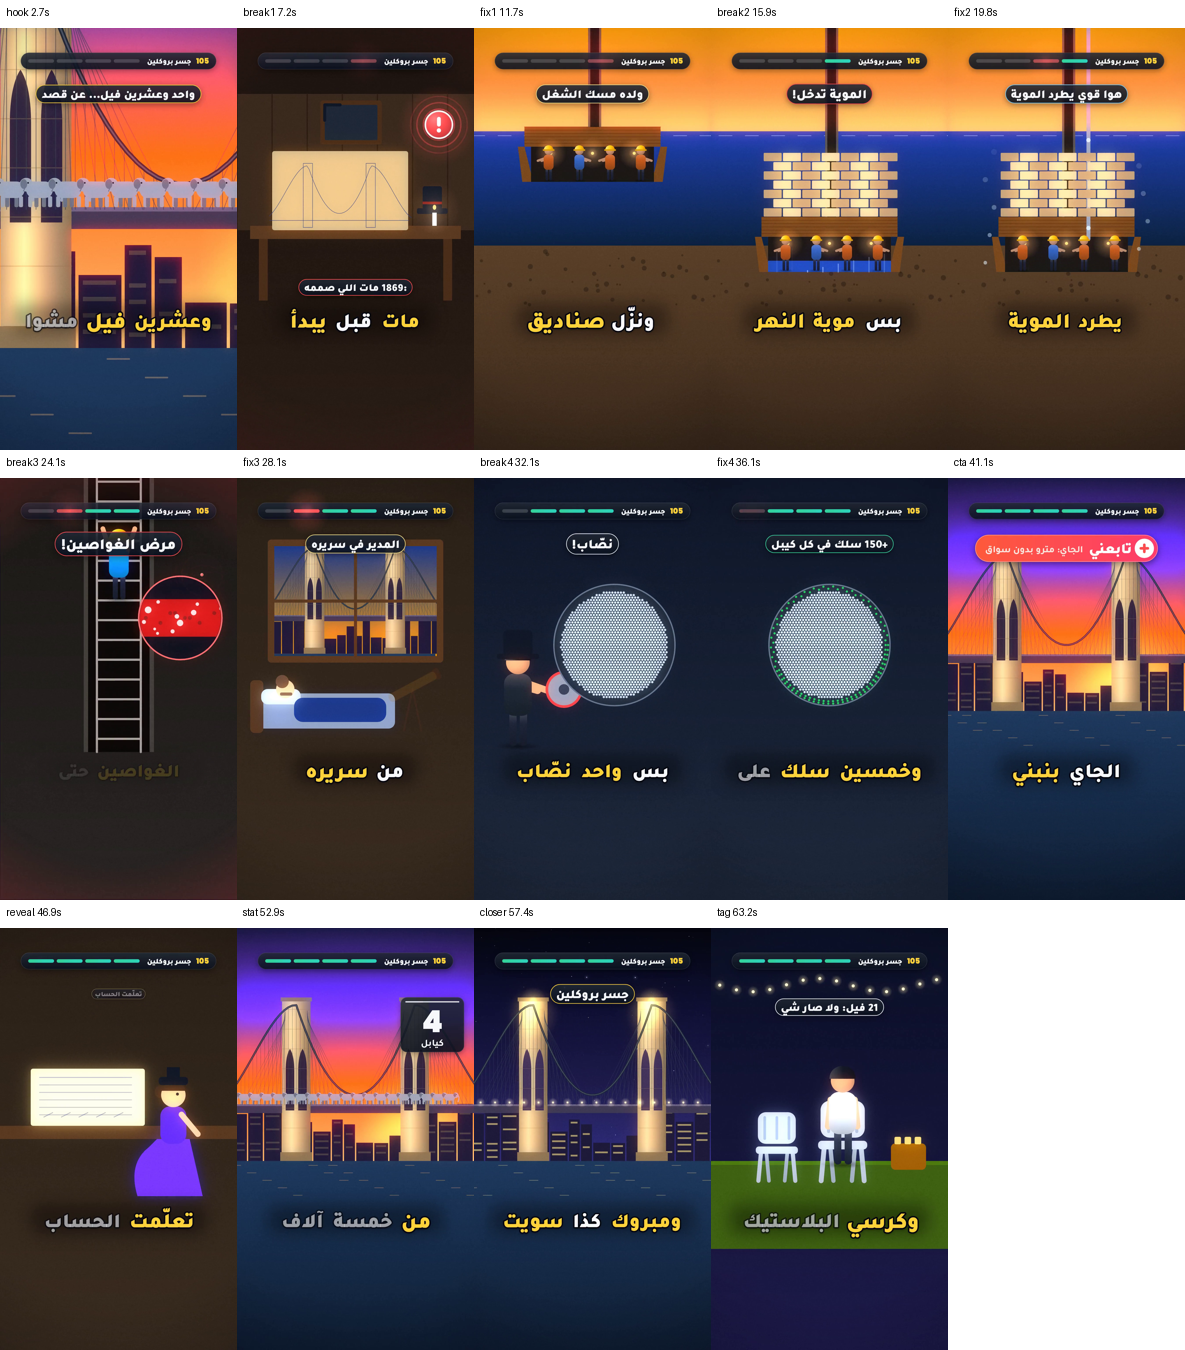 hook 2.7s
105 جسر بروكلين
واحد وعشرين فيل... عن قصد
وعشرين فيل مشوا
break1 7.2s
105 جسر بروكلين
1869: مات اللي صممه
مات قبل يبدأ
fix1 11.7s
105 جسر بروكلين
ولده مسك الشغل
ونزّل صناديق
break2 15.9s
105 جسر بروكلين
الموية تدخل!
بس موية النهر
fix2 19.8s
105 جسر بروكلين
هوا قوي يطرد الموية
يطرد الموية
break3 24.1s
105 جسر بروكلين
مرض الغواصين!
الغواصين حتى
fix3 28.1s
105 جسر بروكلين
المدير في سريره
من سريره
break4 32.1s
105 جسر بروكلين
نصّاب!
بس واحد نصّاب
fix4 36.1s
105 جسر بروكلين
+150 سلك في كل كيبل
وخمسين سلك على
cta 41.1s
105 جسر بروكلين
تابعني الجاي: مترو بدون سواق
الجاي بنبني
reveal 46.9s
105 جسر بروكلين
تعلّمت الحساب
تعلّمت الحساب
stat 52.9s
105 جسر بروكلين
4
كيابل
من خمسة آلاف
closer 57.4s
105 جسر بروكلين
جسر بروكلين
ومبروك كذا سويت
tag 63.2s
105 جسر بروكلين
21 فيل: ولا صار شي
وكرسي البلاستيك